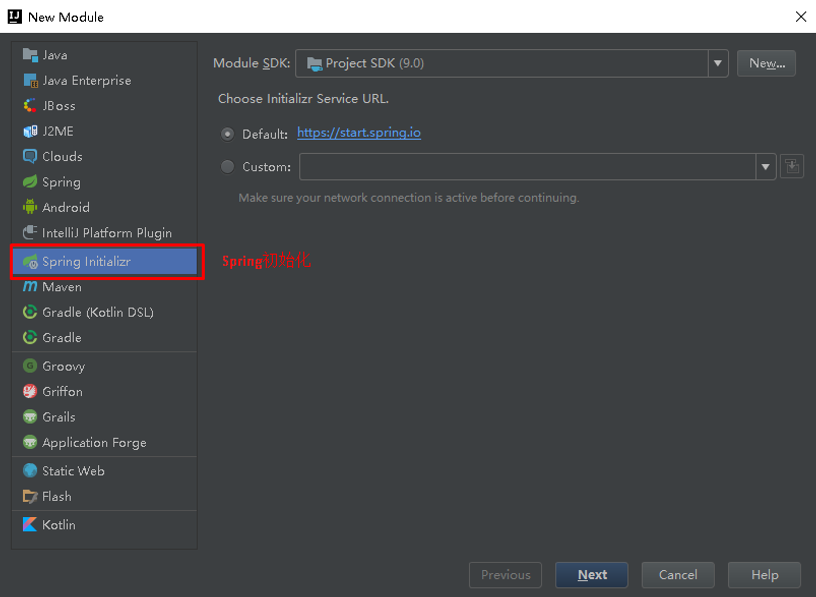 New Module
Java
Java Enterprise
JBoss
J2ME
Clouds
Spring
Android
IntelliJ Platform Plugin
Spring Initializr
Maven
Gradle (Kotlin DSL)
Gradle
Groovy
Griffon
Grails
Application Forge
Static Web
Flash
Kotlin
Module SDK: Project SDK (9.0) New...
Choose Initializr Service URL.
Default: https://start.spring.io
Custom:
Make sure your network connection is active before continuing.
Spring初始化
Previous Next Cancel Help